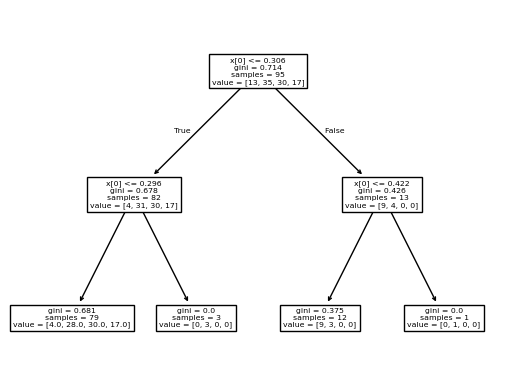 x[0] <= 0.306
gini = 0.714
samples = 95
value = [13, 35, 30, 17]
True
False
x[0] <= 0.296
gini = 0.678
samples = 82
value = [4, 31, 30, 17]
x[0] <= 0.422
gini = 0.426
samples = 13
value = [9, 4, 0, 0]
gini = 0.681
samples = 79
value = [4.0, 28.0, 30.0, 17.0]
gini = 0.0
samples = 3
value = [0, 3, 0, 0]
gini = 0.375
samples = 12
value = [9, 3, 0, 0]
gini = 0.0
samples = 1
value = [0, 1, 0, 0]